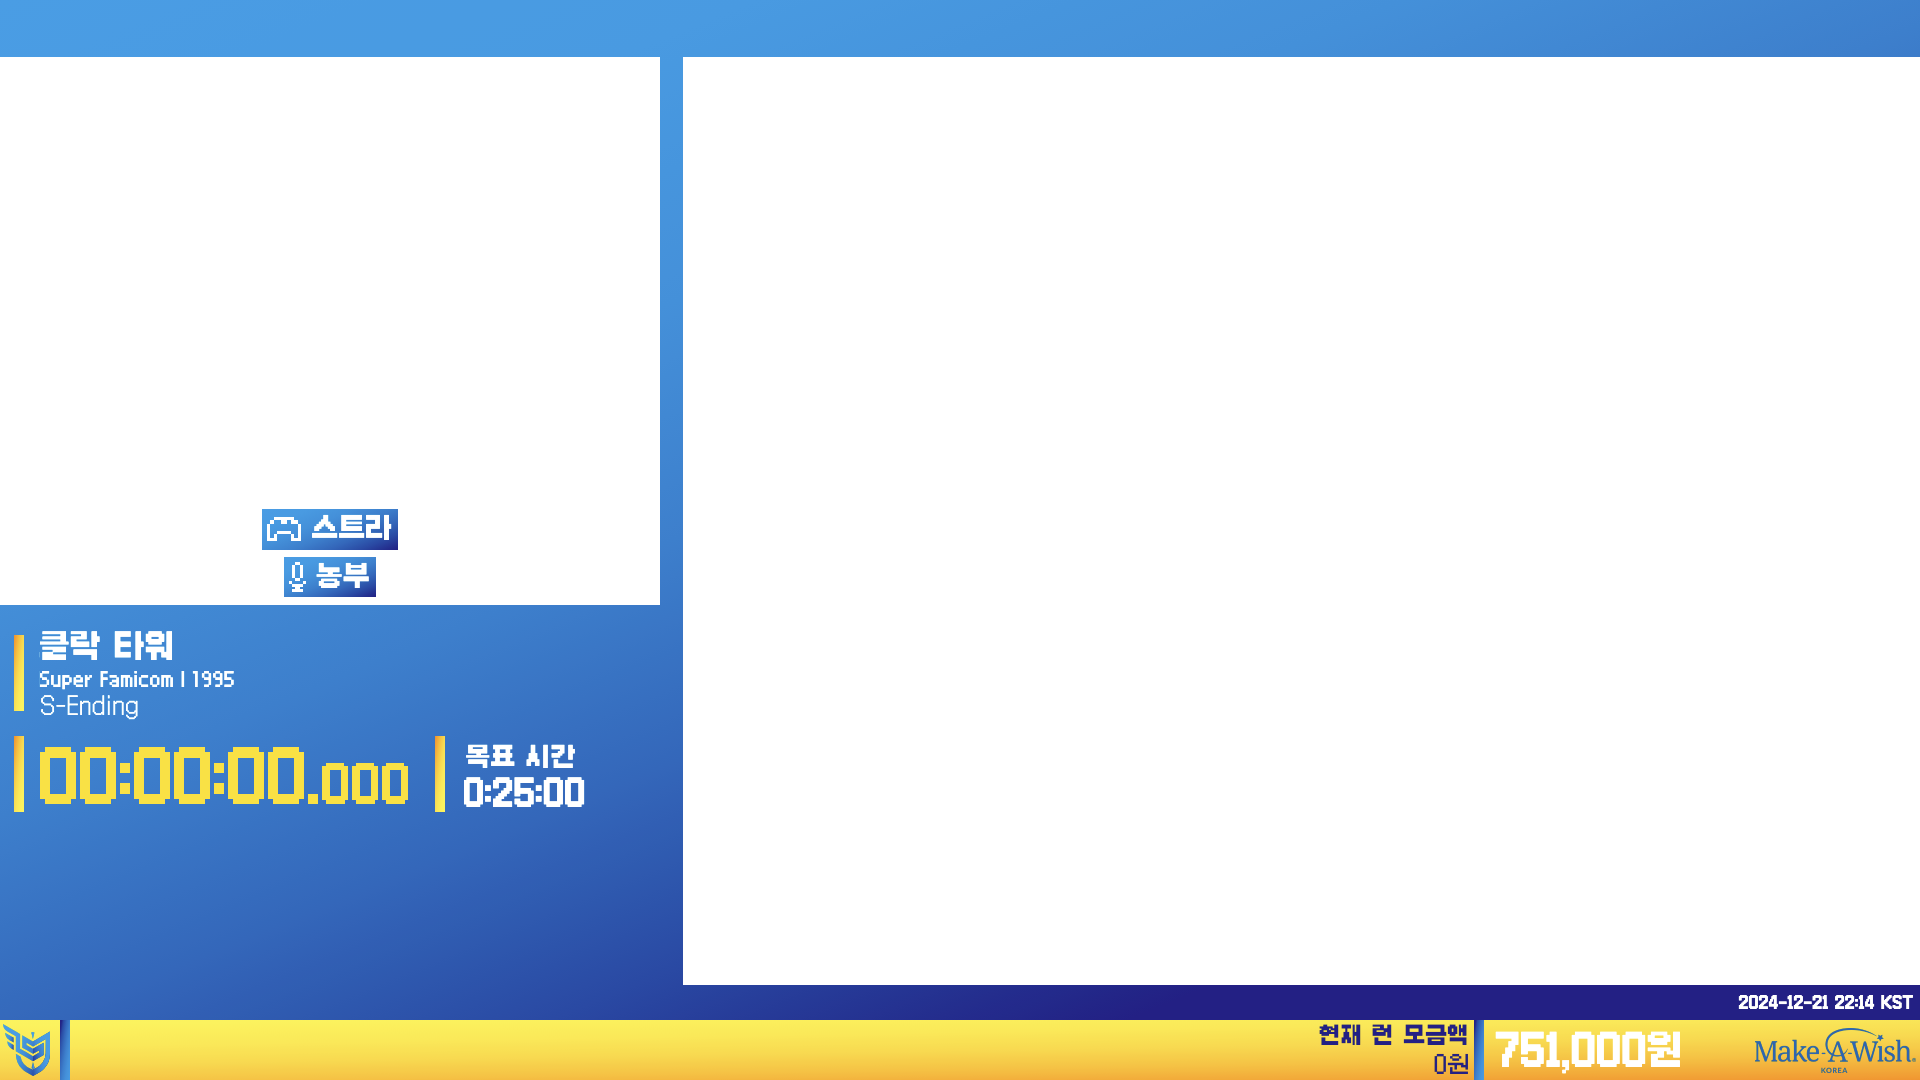 스트라
농부
클락 타워
Super Famicom | 1995
S-Ending
00:00:00.000
목표 시간
0:25:00
2024-12-21 22:14 KST
현재 런 모금액
0원
751,000원
Make-A-Wish.
KOREA